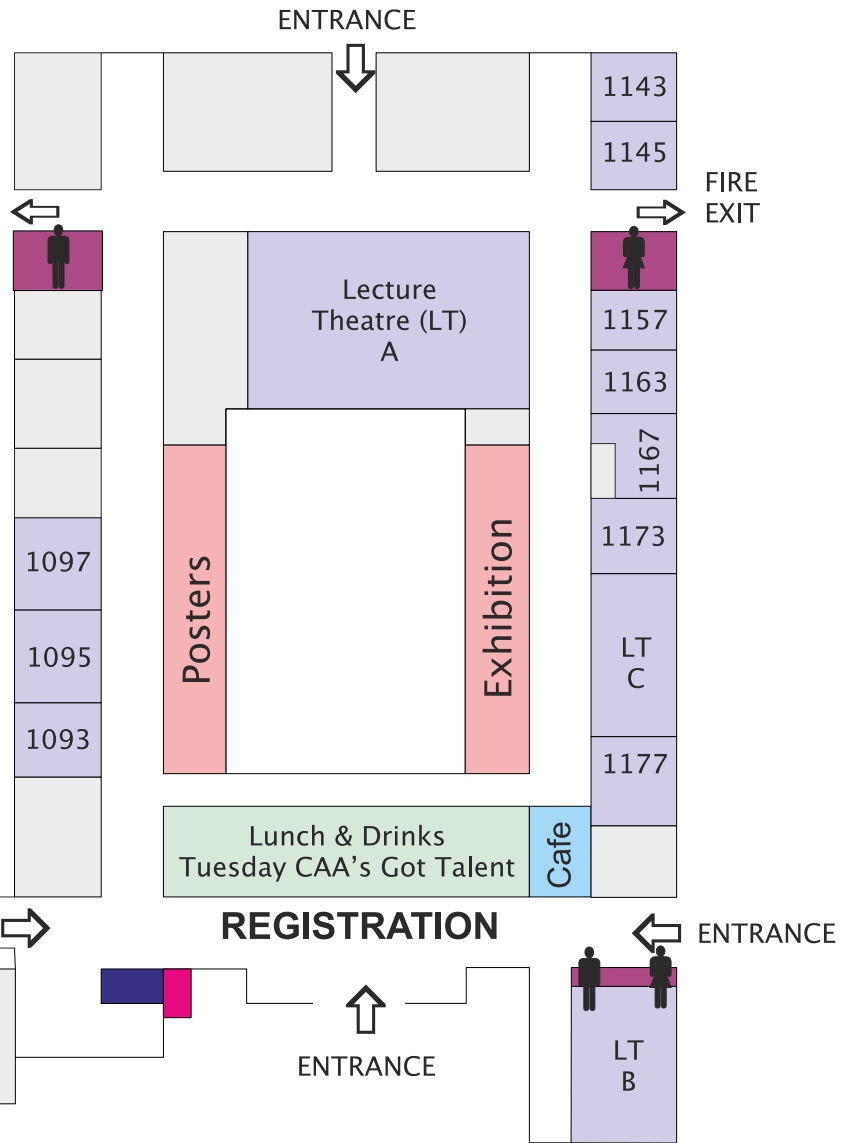 ENTRANCE
1143
1145
FIRE
EXIT
Lecture
Theatre (LT)
A
1157
1163
1167
1173
1097
1095
1093
Posters
Exhibition
LT
C
1177
Lunch & Drinks
Tuesday CAA's Got Talent
Cafe
REGISTRATION
ENTRANCE
ENTRANCE
LT
B